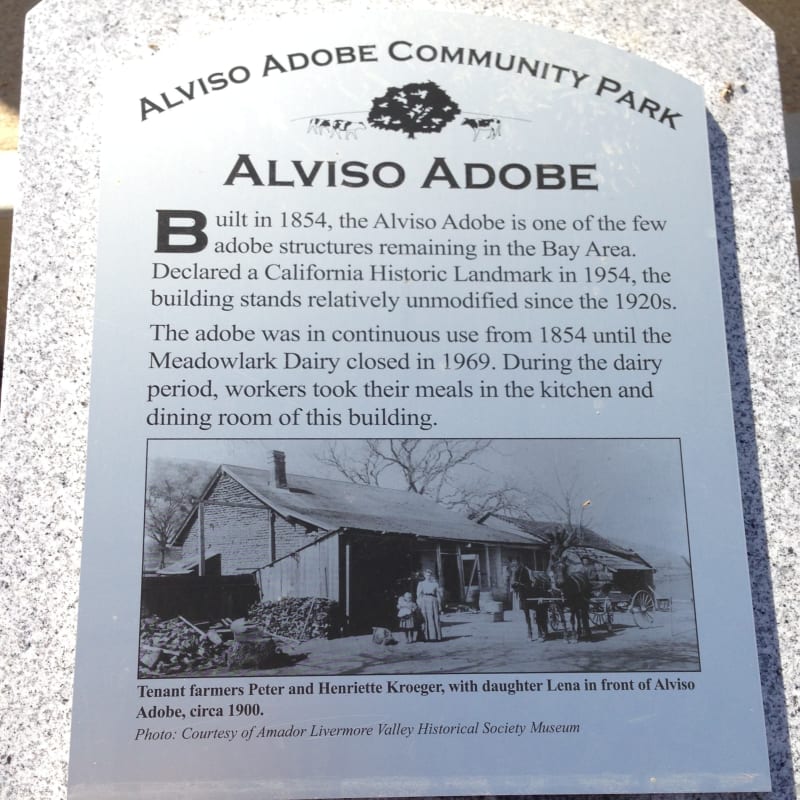 ALVISO ADOBE COMMUNITY PARK
ALVISO ADOBE
Built in 1854, the Alviso Adobe is one of the few
adobe structures remaining in the Bay Area.
Declared a California Historic Landmark in 1954, the
building stands relatively unmodified since the 1920s.
The adobe was in continuous use from 1854 until the
Meadowlark Dairy closed in 1969. During the dairy
period, workers took their meals in the kitchen and
dining room of this building.
Tenant farmers Peter and Henriette Kroeger, with daughter Lena in front of Alviso
Adobe, circa 1900.
Photo: Courtesy of Amador Livermore Valley Historical Society Museum